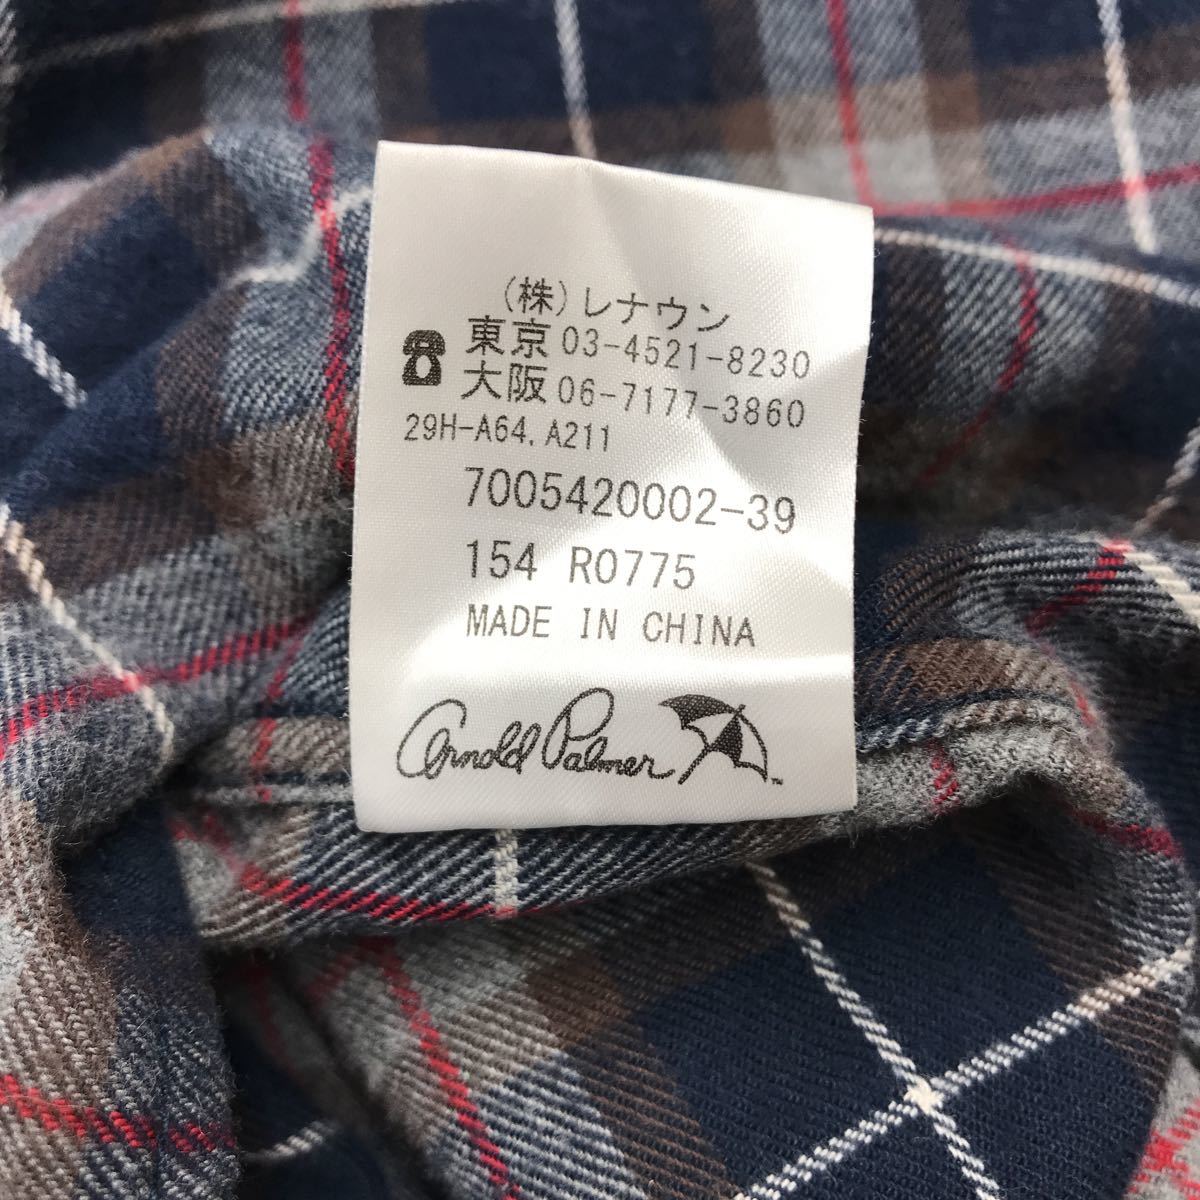 (株)レナウン
東京 03-4521-8230
大阪 06-7177-3860
29H-A64, A211
7005420002-39
154 R0775
MADE IN CHINA
Arnold Palmer ™